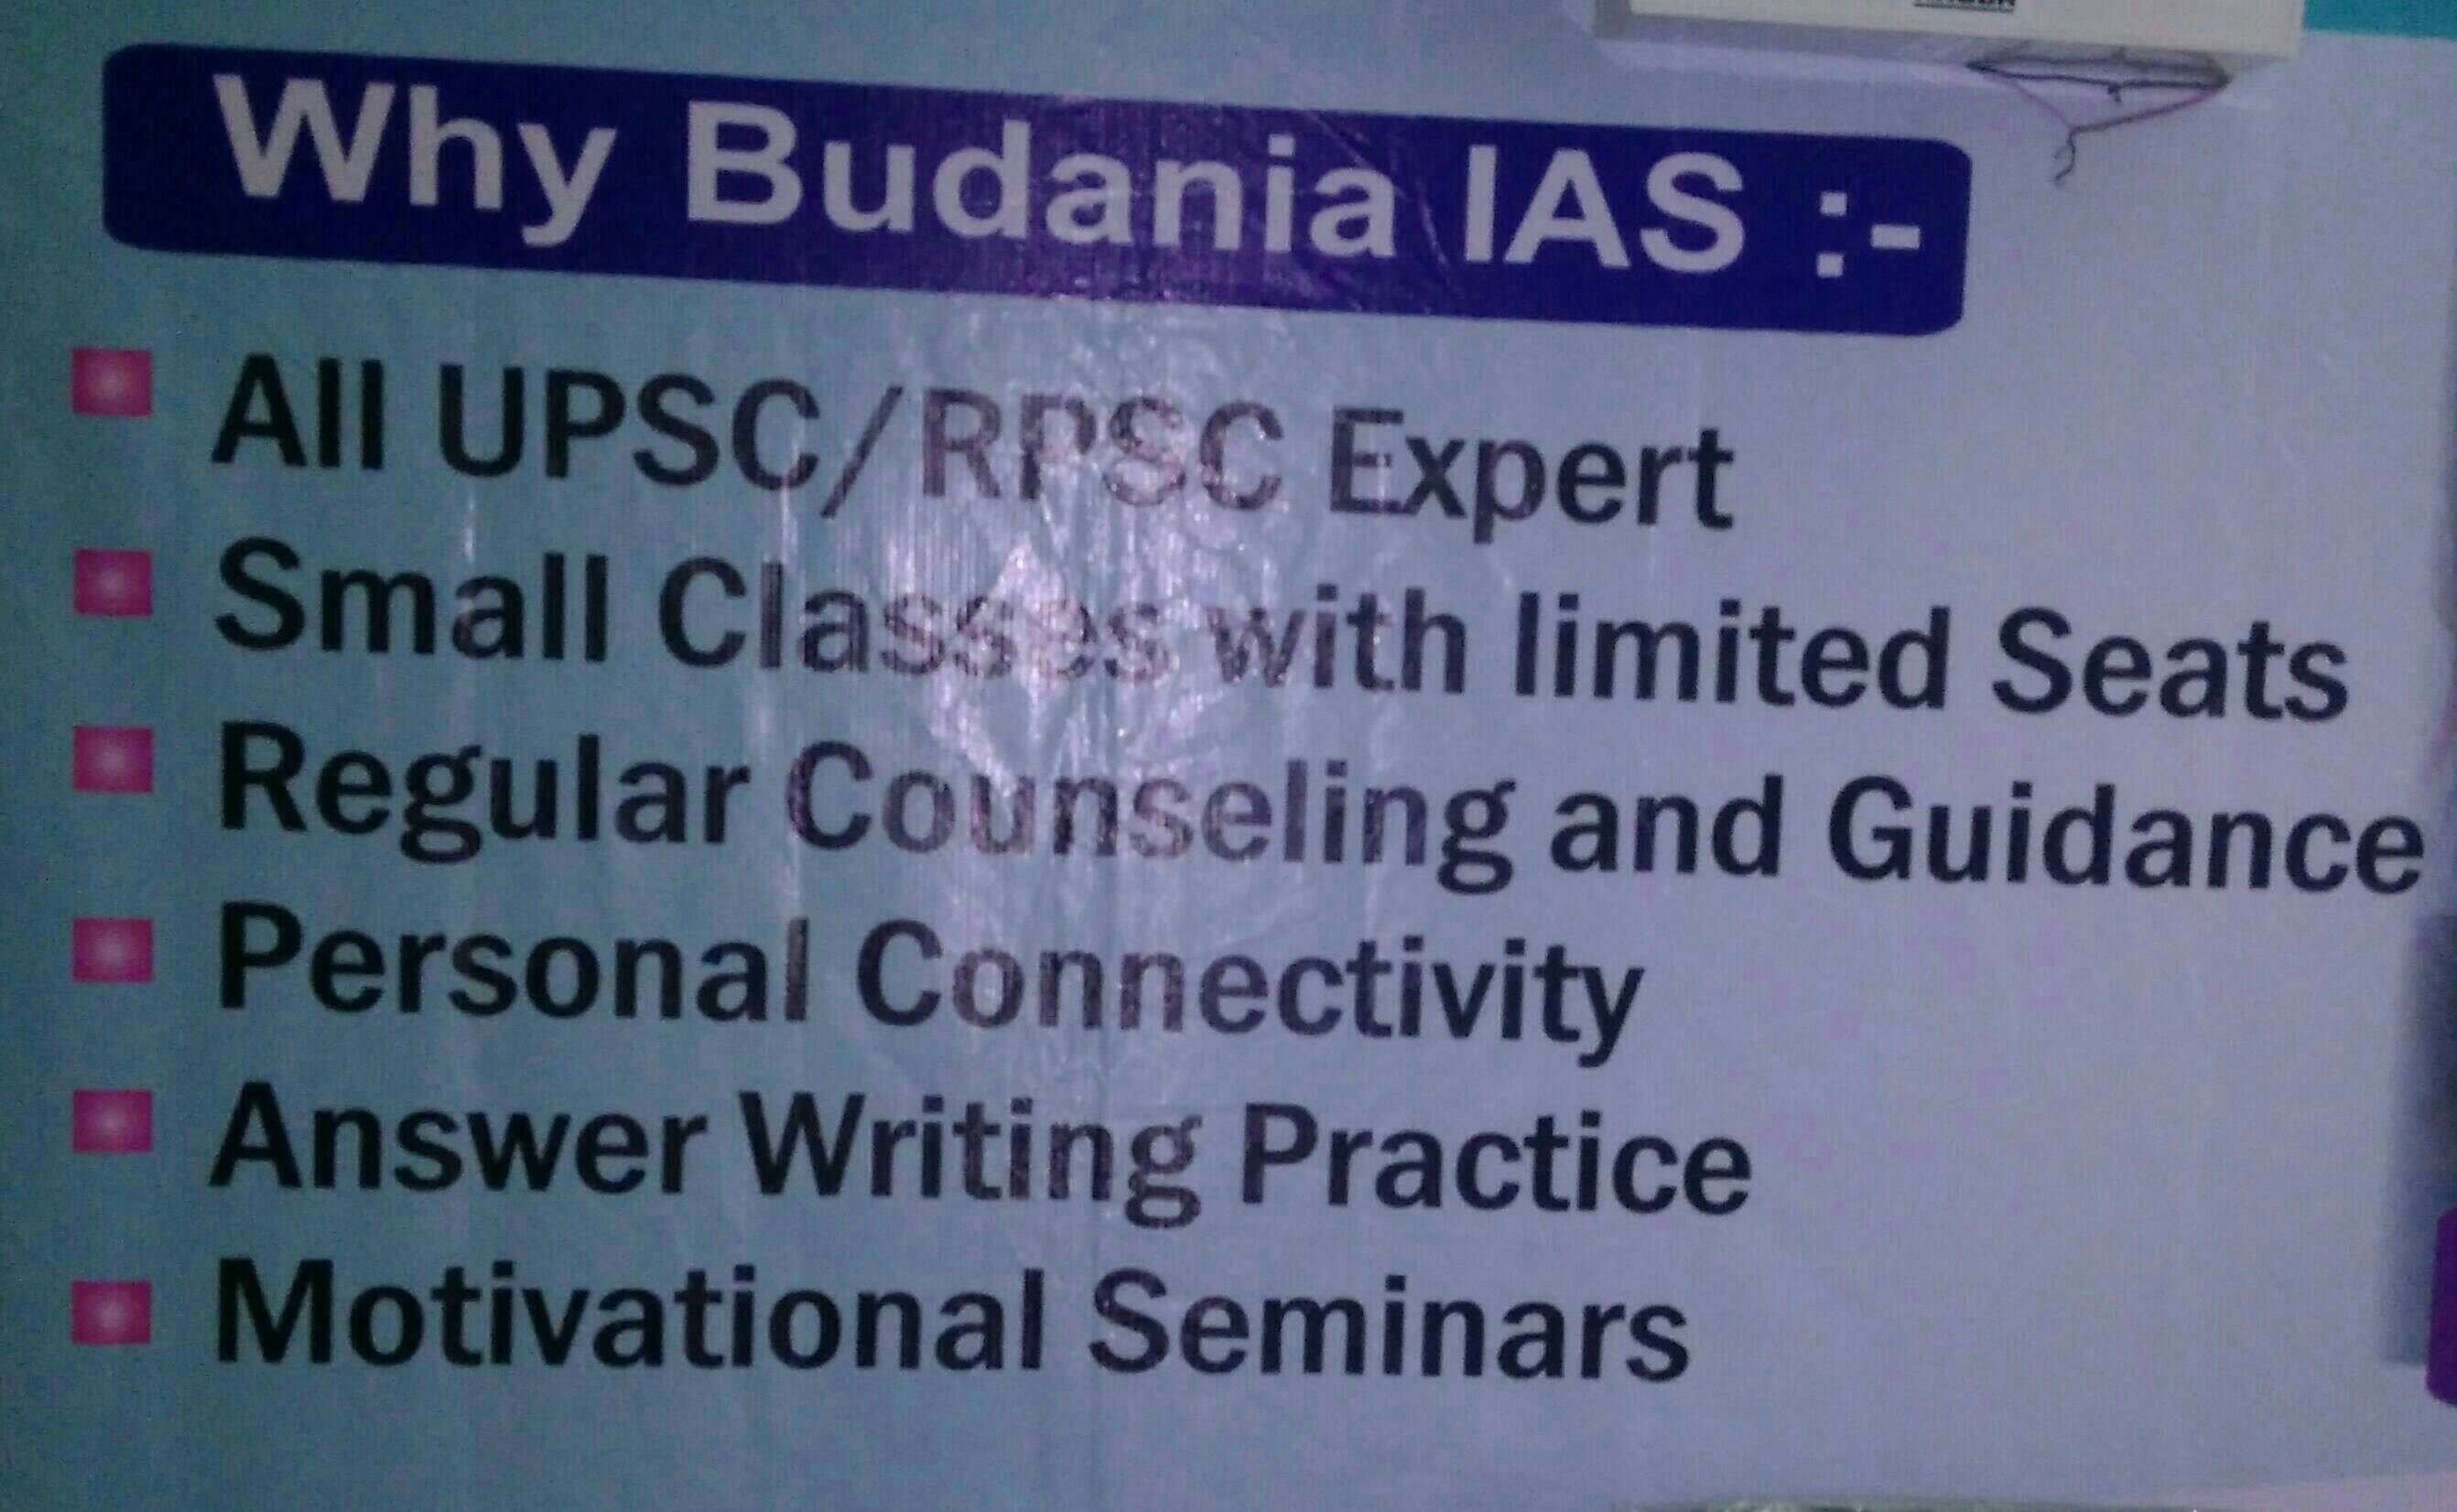 Why Budania IAS :-
All UPSC/RPSC Expert
Small Classes with limited Seats
Regular Counseling and Guidance
Personal Connectivity
Answer Writing Practice
Motivational Seminars